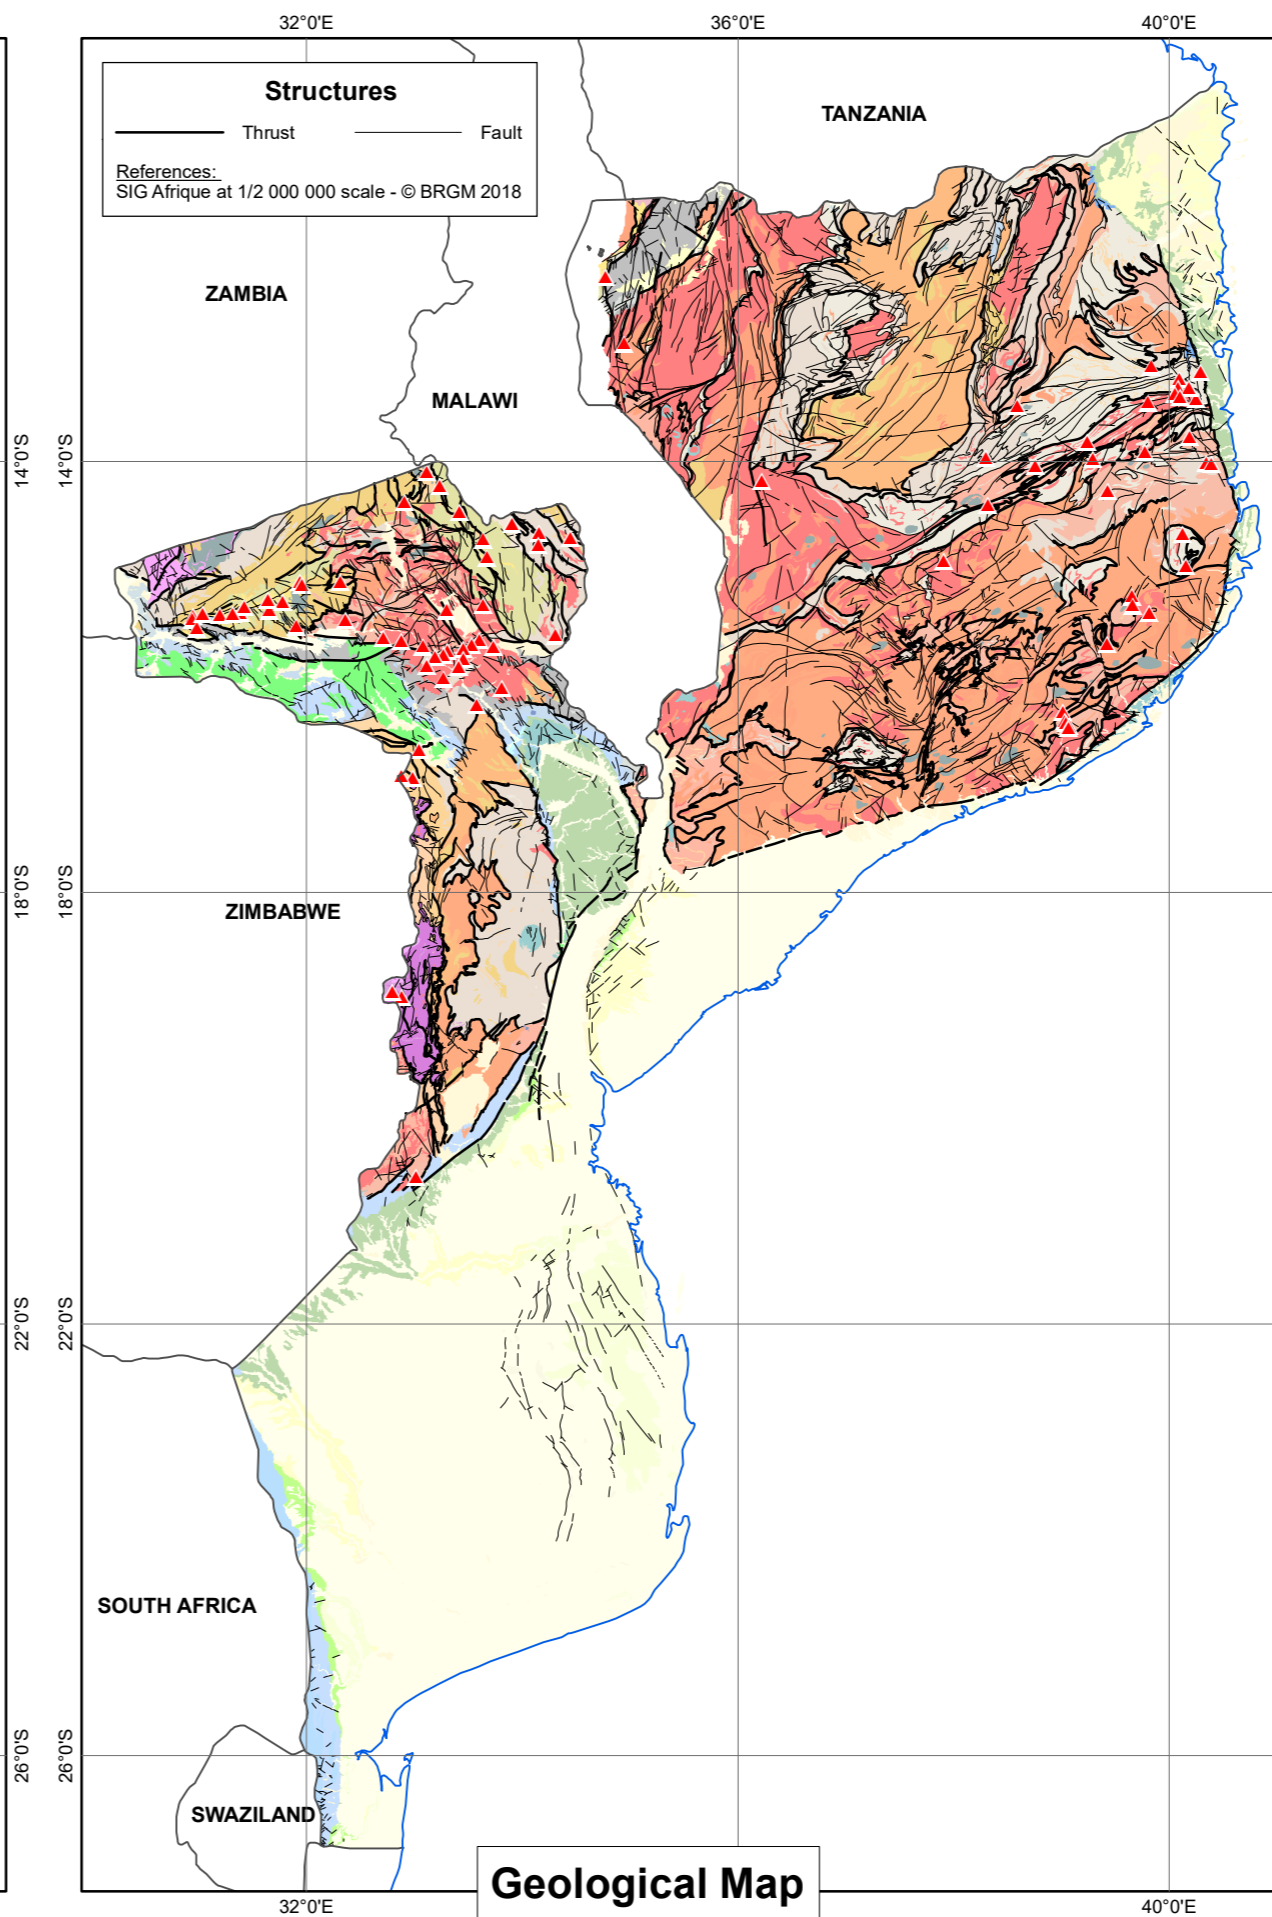 32°0'E 36°0'E 40°0'E
Structures
Thrust Fault
References:
SIG Afrique at 1/2 000 000 scale - © BRGM 2018
TANZANIA
ZAMBIA
MALAWI
14°0'S 14°0'S
18°0'S 18°0'S
ZIMBABWE
22°0'S 22°0'S
SOUTH AFRICA
26°0'S 26°0'S
SWAZILAND
Geological Map
32°0'E 40°0'E